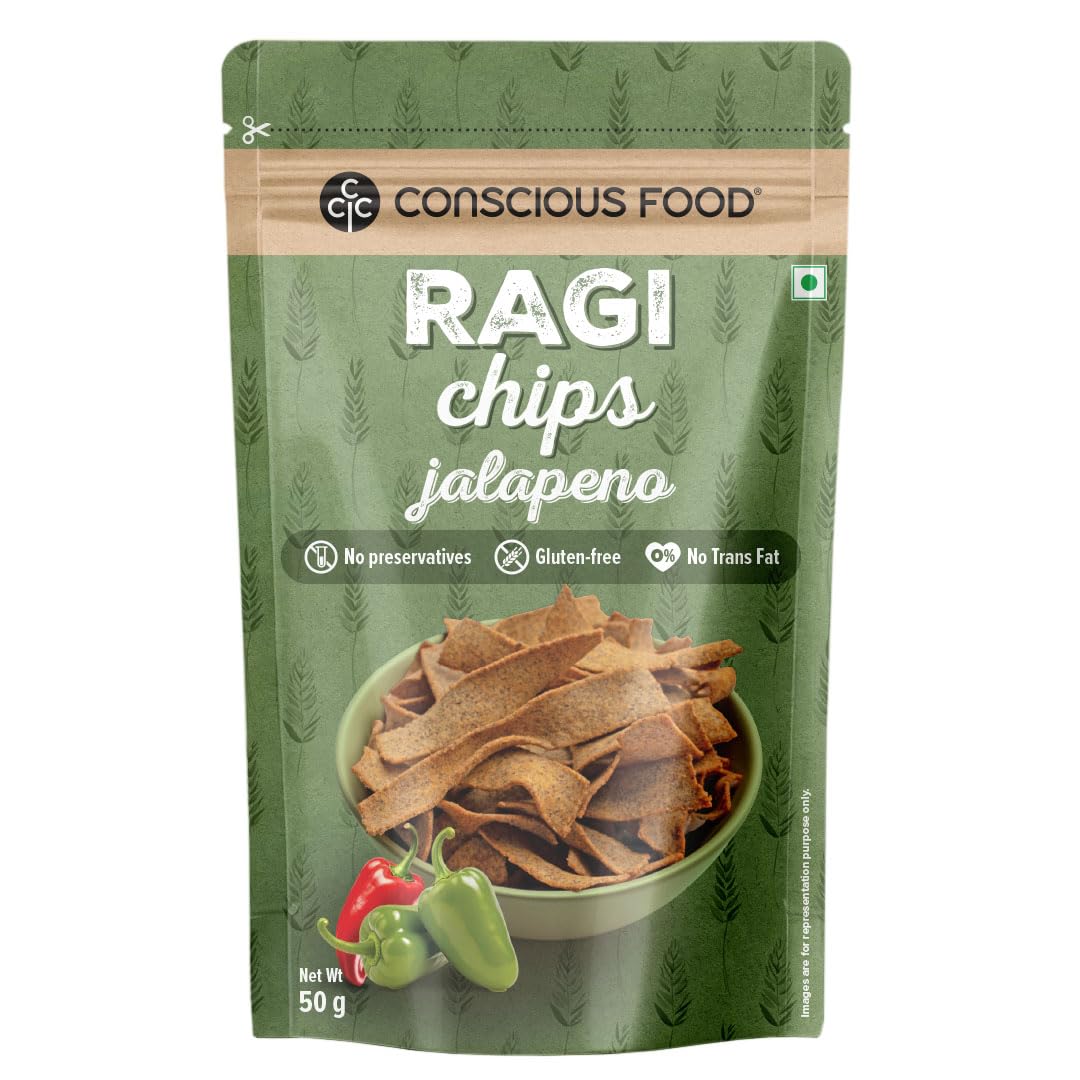 CCC CONSCIOUS FOOD®
RAGI
chips
jalapeno
No preservatives
Gluten-free
0% No Trans Fat
Net Wt
50 g
Images are for representation purpose only.